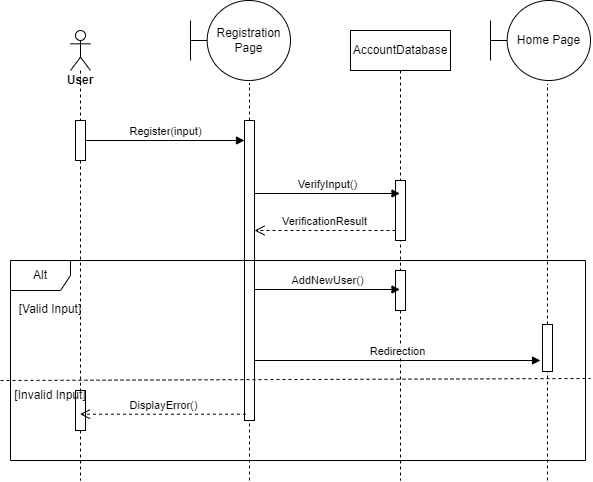 Registration
Page
Home Page
AccountDatabase
User
Register(input)
VerifyInput()
VerificationResult
Alt
AddNewUser()
[Valid Input]
Redirection
[Invalid Input]
DisplayError()